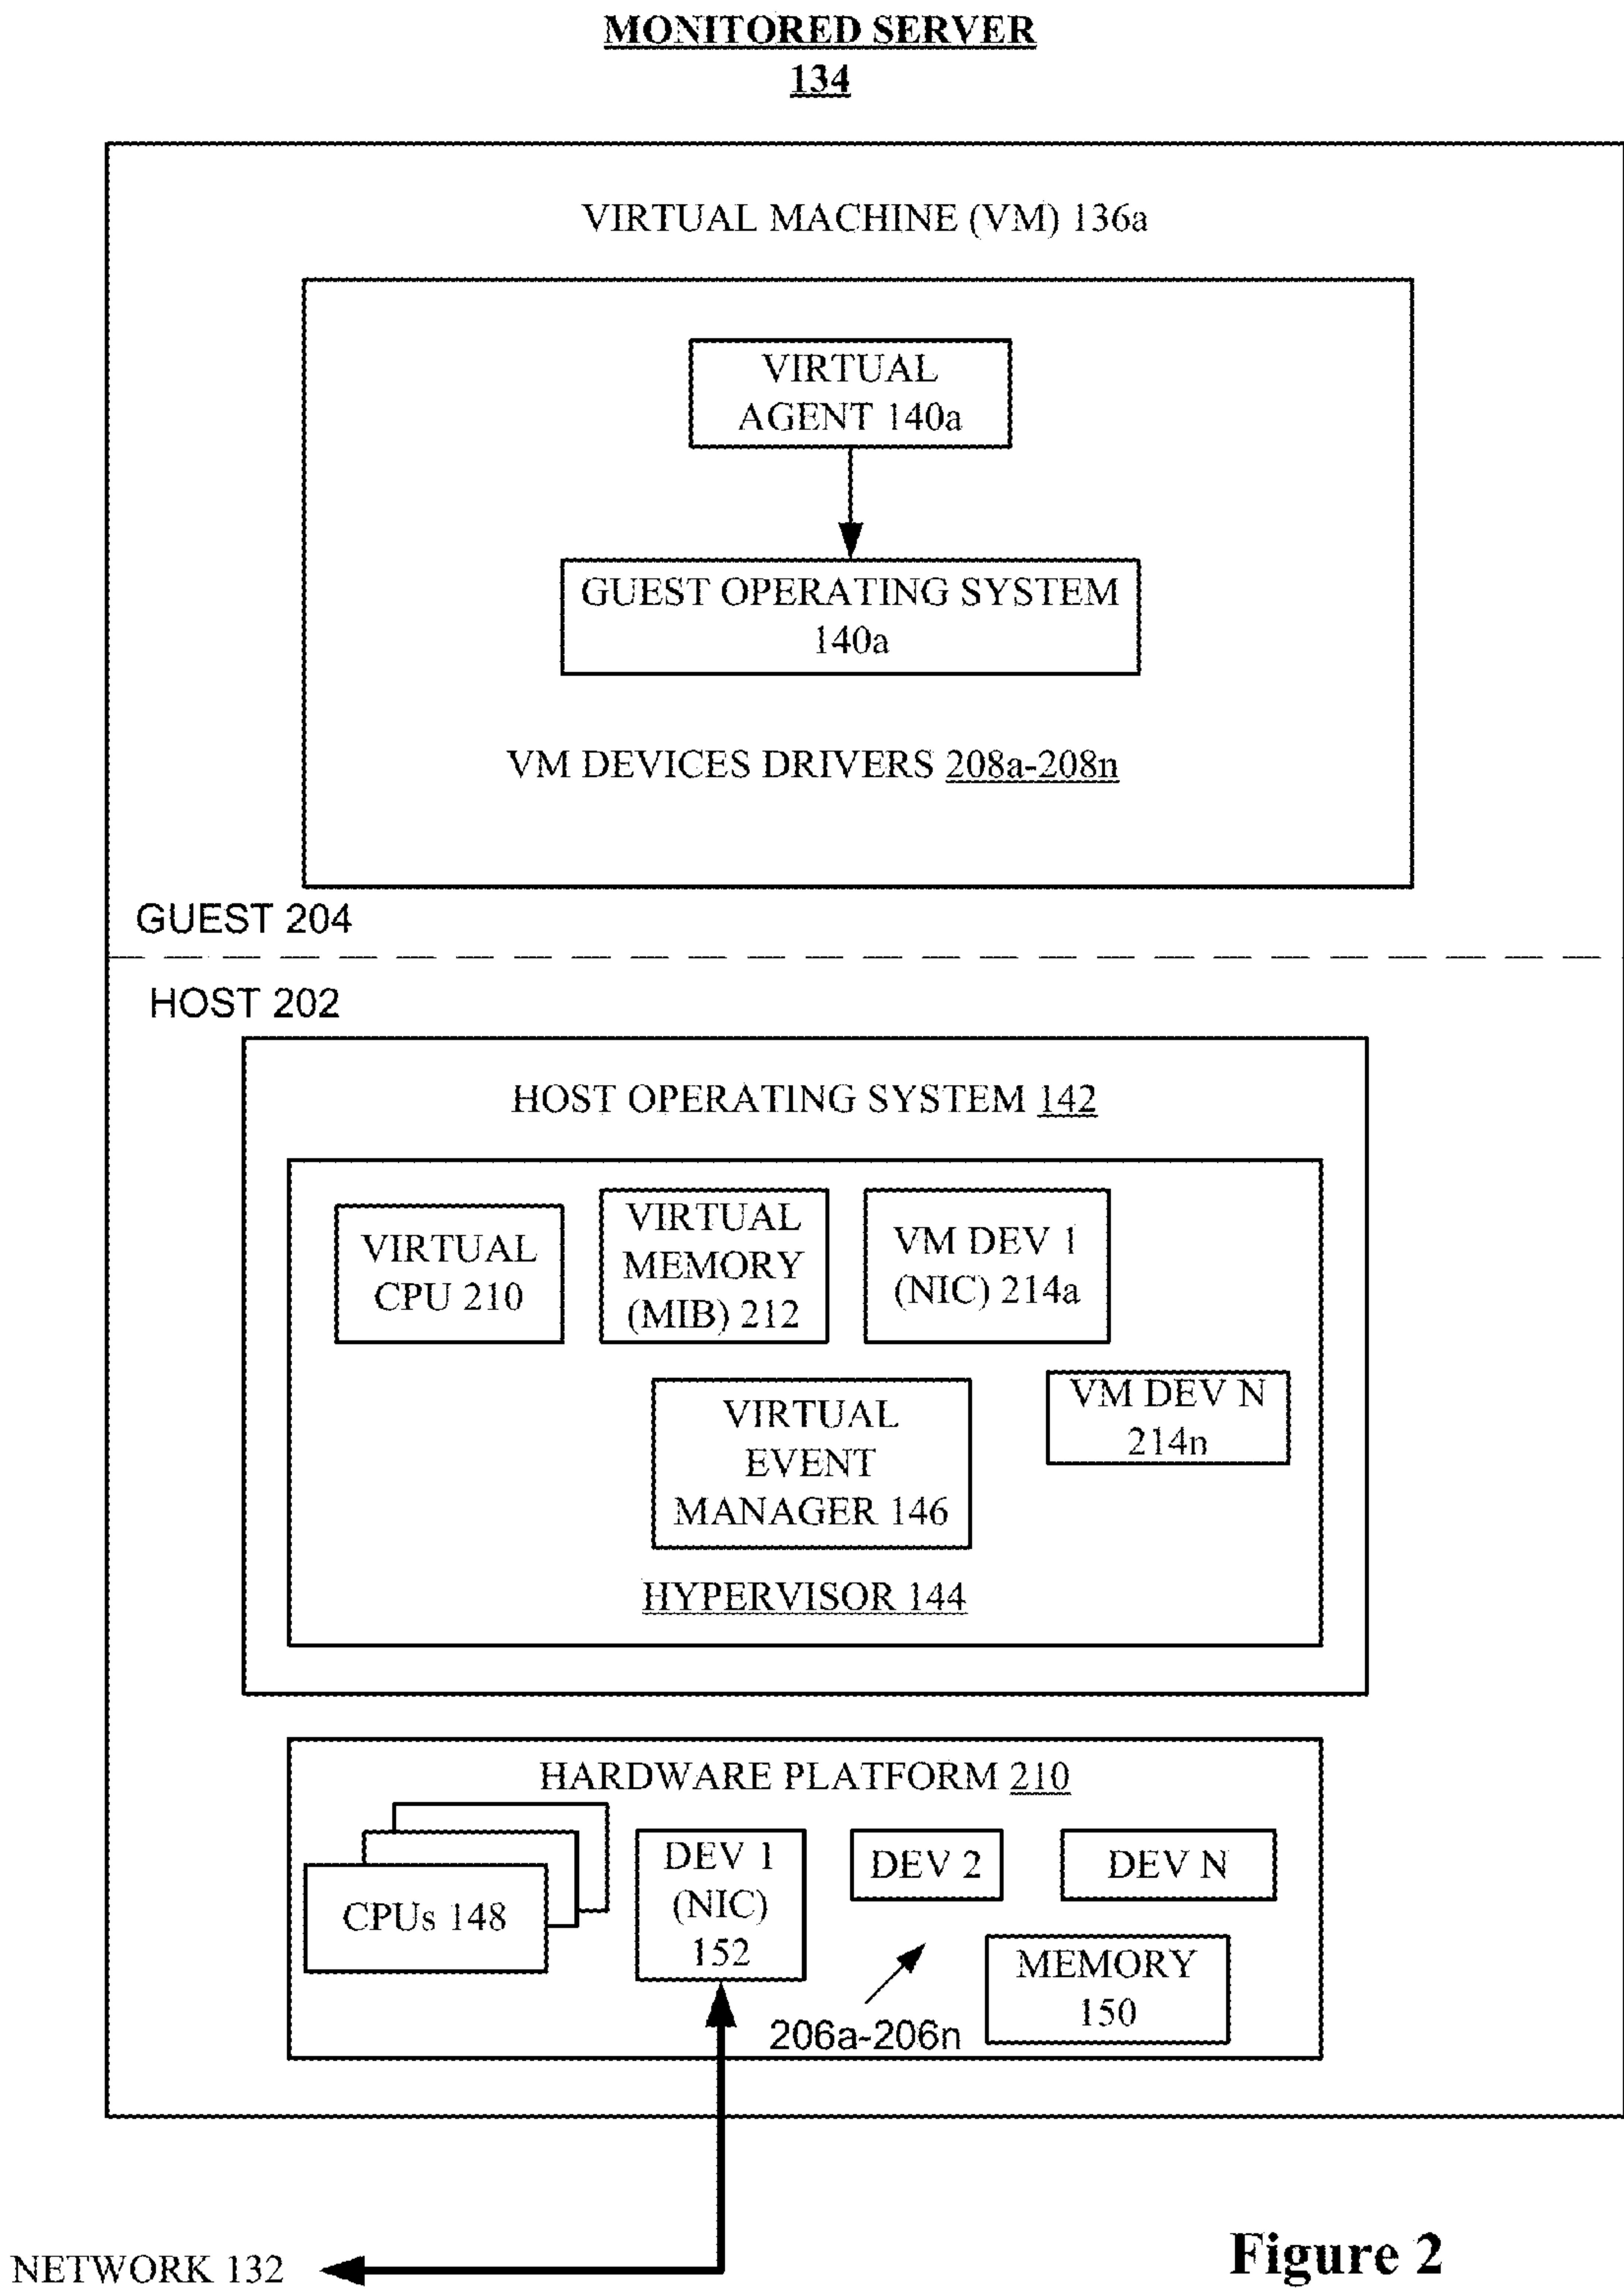 MONITORED SERVER
134
VIRTUAL MACHINE (VM) 136a
VIRTUAL
AGENT 140a
GUEST OPERATING SYSTEM
140a
VM DEVICES DRIVERS 208a-208n
GUEST 204
HOST 202
HOST OPERATING SYSTEM 142
VIRTUAL
CPU 210
VIRTUAL
MEMORY
(MIB) 212
VM DEV 1
(NIC) 214a
VIRTUAL
EVENT
MANAGER 146
VM DEV N
214n
HYPERVISOR 144
HARDWARE PLATFORM 210
CPUs 148
DEV 1
(NIC)
152
DEV 2
DEV N
206a-206n
MEMORY
150
NETWORK 132
Figure 2